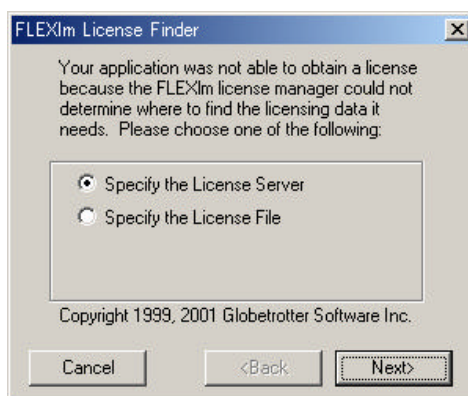 FLEXlm License Finder
Your application was not able to obtain a license
because the FLEXlm license manager could not
determine where to find the licensing data it
needs.  Please choose one of the following:
Specify the License Server
Specify the License File
Copyright 1999, 2001 Globetrotter Software Inc.
Cancel
<Back
Next>